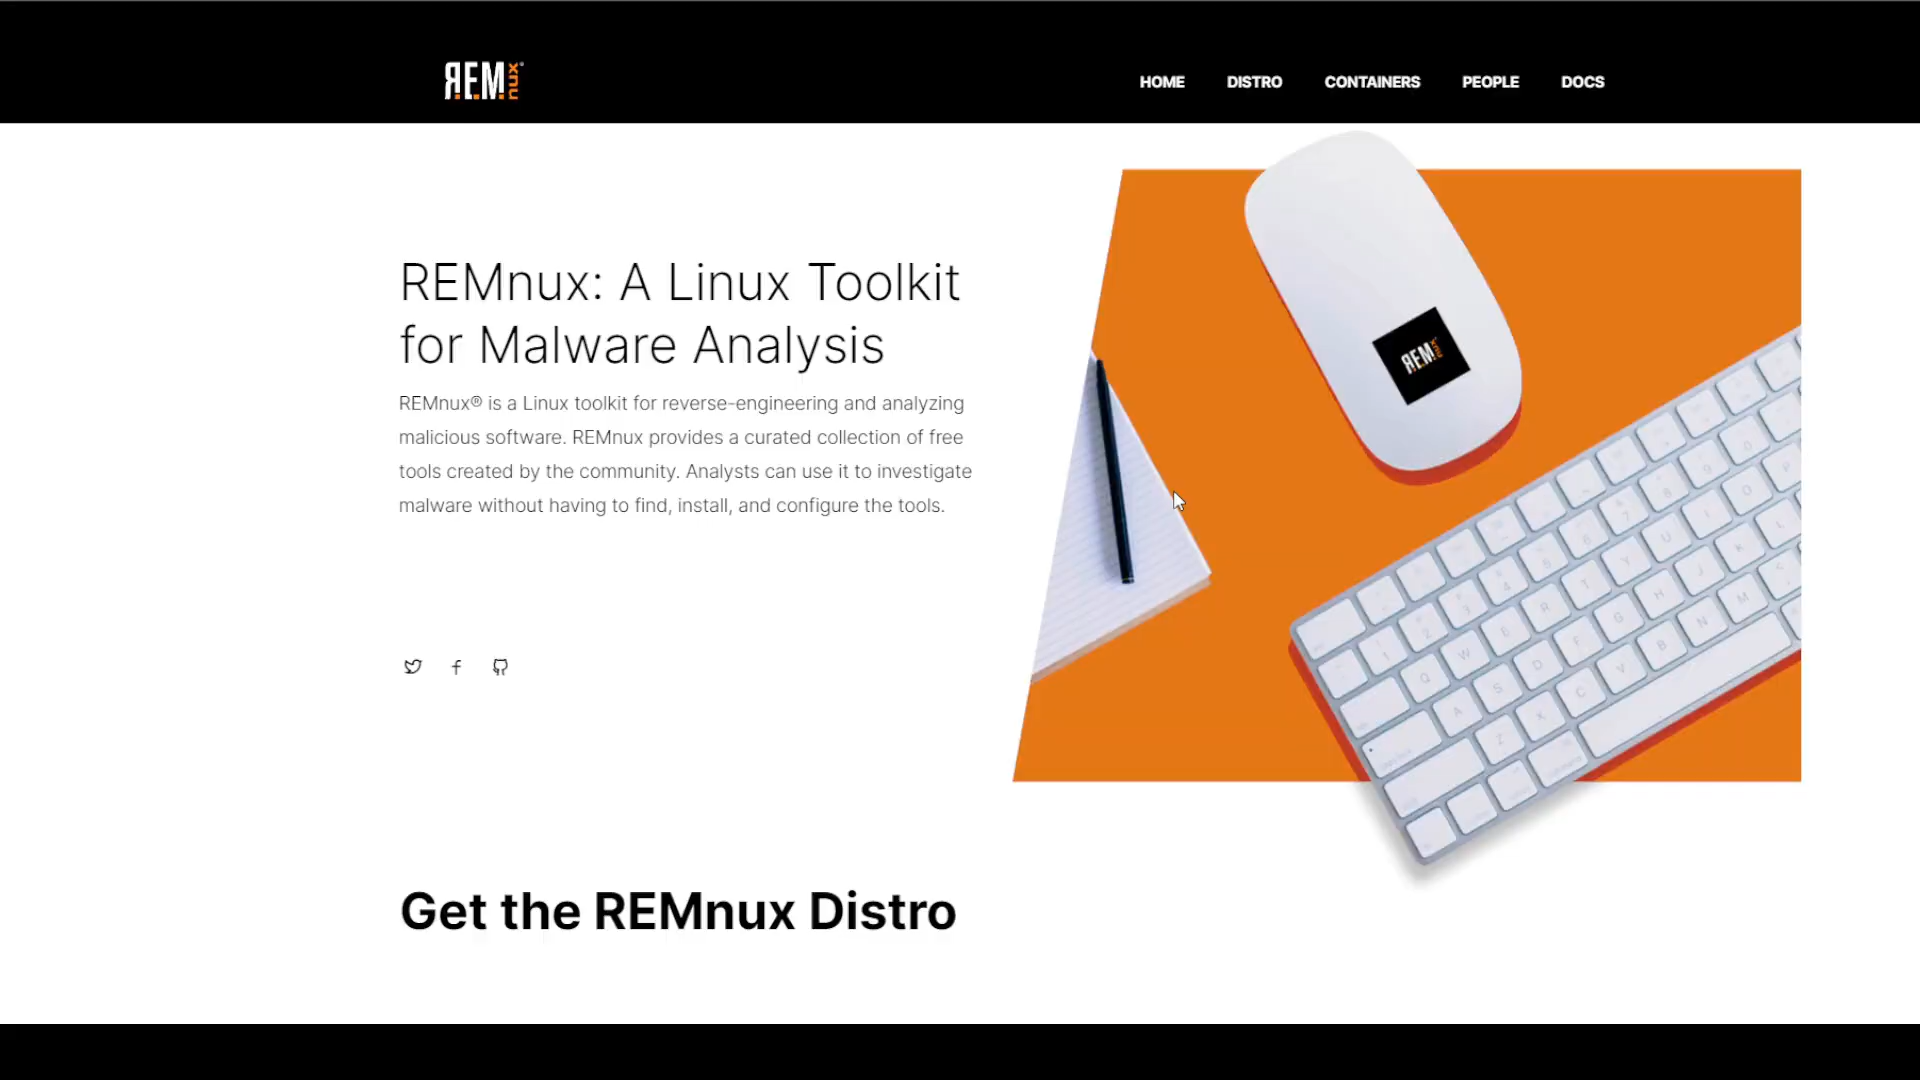 REMnux
HOME DISTRO CONTAINERS PEOPLE DOCS
REMnux: A Linux Toolkit
for Malware Analysis
REMnux® is a Linux toolkit for reverse-engineering and analyzing
malicious software. REMnux provides a curated collection of free
tools created by the community. Analysts can use it to investigate
malware without having to find, install, and configure the tools.
REMnux
Q W E R T Y U I O P
A S D F G H J K L
Z X C V B N M
Get the REMnux Distro